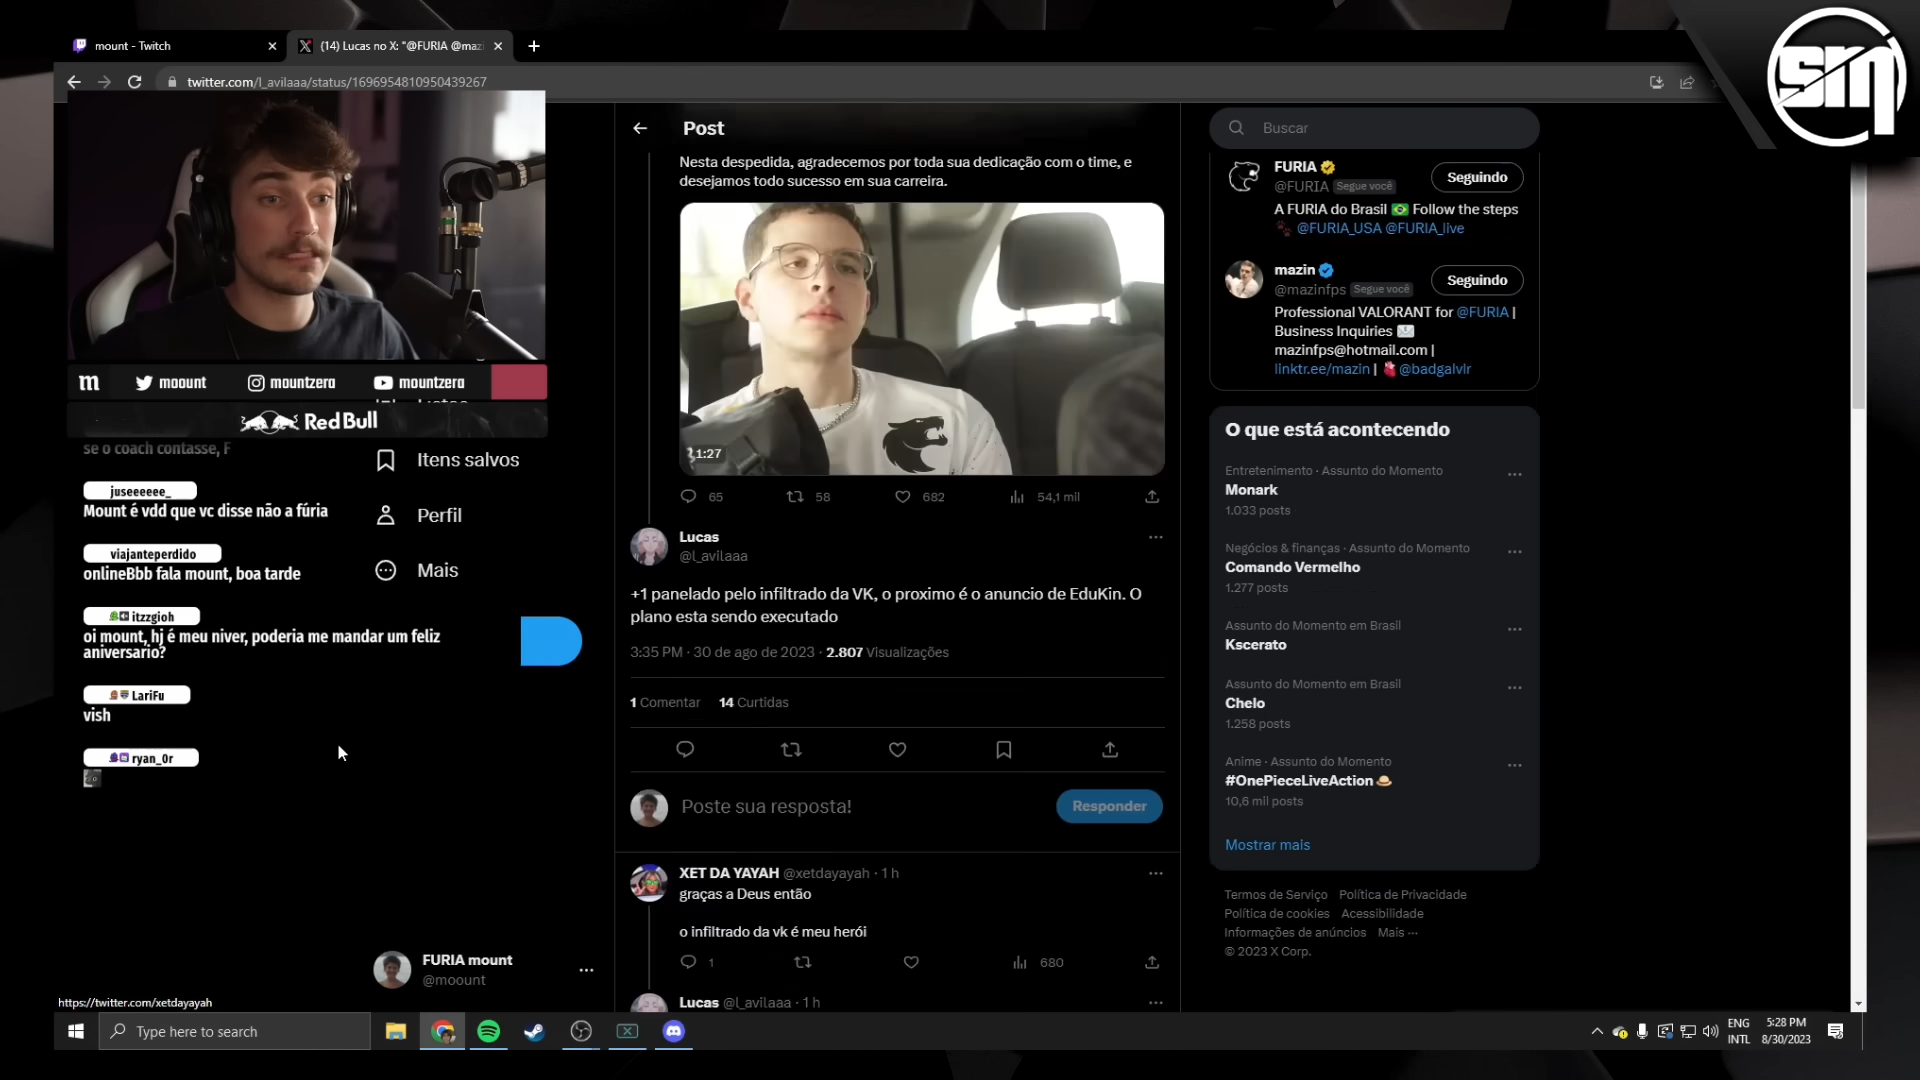 mount - Twitch
(14) Lucas no X: "@FURIA @maz
twitter.com/l_avilaaa/status/1696954810950439267
m
moount
mountzera
mountzera
Red Bull
se o coach contasse, F
juseeeeee_
Mount é vdd que vc disse não a fúria
viajanteperdido
onlineBbb fala mount, boa tarde
itzzgioh
oi mount, hj é meu niver, poderia me mandar um feliz
aniversario?
LariFu
vish
ryan_0r
Itens salvos
Perfil
Mais
FURIA mount
@moount
https://twitter.com/xetdayayah
Post
Nesta despedida, agradecemos por toda sua dedicação com o time, e
desejamos todo sucesso em sua carreira.
1:27
65
58
682
54,1 mil
Lucas
@l_avilaaa
+1 panelado pelo infiltrado da VK, o proximo é o anuncio de EduKin. O
plano esta sendo executado
3:35 PM · 30 de ago de 2023 · 2.807 Visualizações
1 Comentar 14 Curtidas
Poste sua resposta!
Responder
XET DA YAYAH @xetdayayah · 1 h
graças a Deus então
o infiltrado da vk é meu herói
1
680
Lucas @l_avilaaa · 1 h
Buscar
FURIA
@FURIA Segue você
Seguindo
A FURIA do Brasil Follow the steps
@FURIA_USA @FURIA_live
mazin
@mazinfps Segue você
Seguindo
Professional VALORANT for @FURIA |
Business Inquiries
mazinfps@hotmail.com |
linktr.ee/mazin | @badgalvlr
O que está acontecendo
Entretenimento · Assunto do Momento
Monark
1.033 posts
Negócios & finanças · Assunto do Momento
Comando Vermelho
1.277 posts
Assunto do Momento em Brasil
Kscerato
Assunto do Momento em Brasil
Chelo
1.258 posts
Anime · Assunto do Momento
#OnePieceLiveAction
10,6 mil posts
Mostrar mais
Termos de Serviço Política de Privacidade
Política de cookies Acessibilidade
Informações de anúncios Mais ···
© 2023 X Corp.
SM
Type here to search
ENG
INTL
5:28 PM
8/30/2023